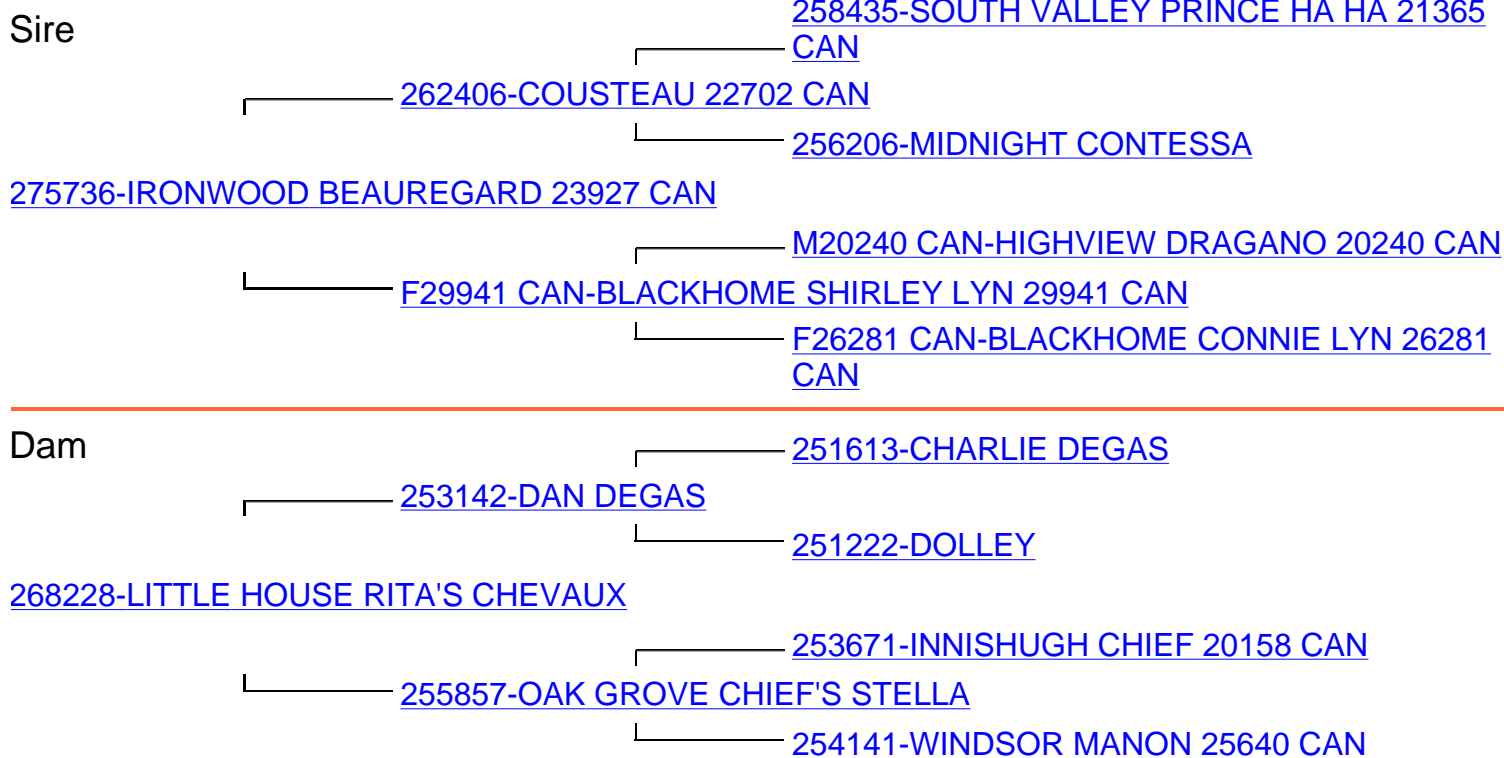 Sire
258435-SOUTH VALLEY PRINCE HA HA 21365
CAN
262406-COUSTEAU 22702 CAN
256206-MIDNIGHT CONTESSA
275736-IRONWOOD BEAUREGARD 23927 CAN
M20240 CAN-HIGHVIEW DRAGANO 20240 CAN
F29941 CAN-BLACKHOME SHIRLEY LYN 29941 CAN
F26281 CAN-BLACKHOME CONNIE LYN 26281
CAN
Dam
251613-CHARLIE DEGAS
253142-DAN DEGAS
251222-DOLLEY
268228-LITTLE HOUSE RITA'S CHEVAUX
253671-INNISHUGH CHIEF 20158 CAN
255857-OAK GROVE CHIEF'S STELLA
254141-WINDSOR MANON 25640 CAN